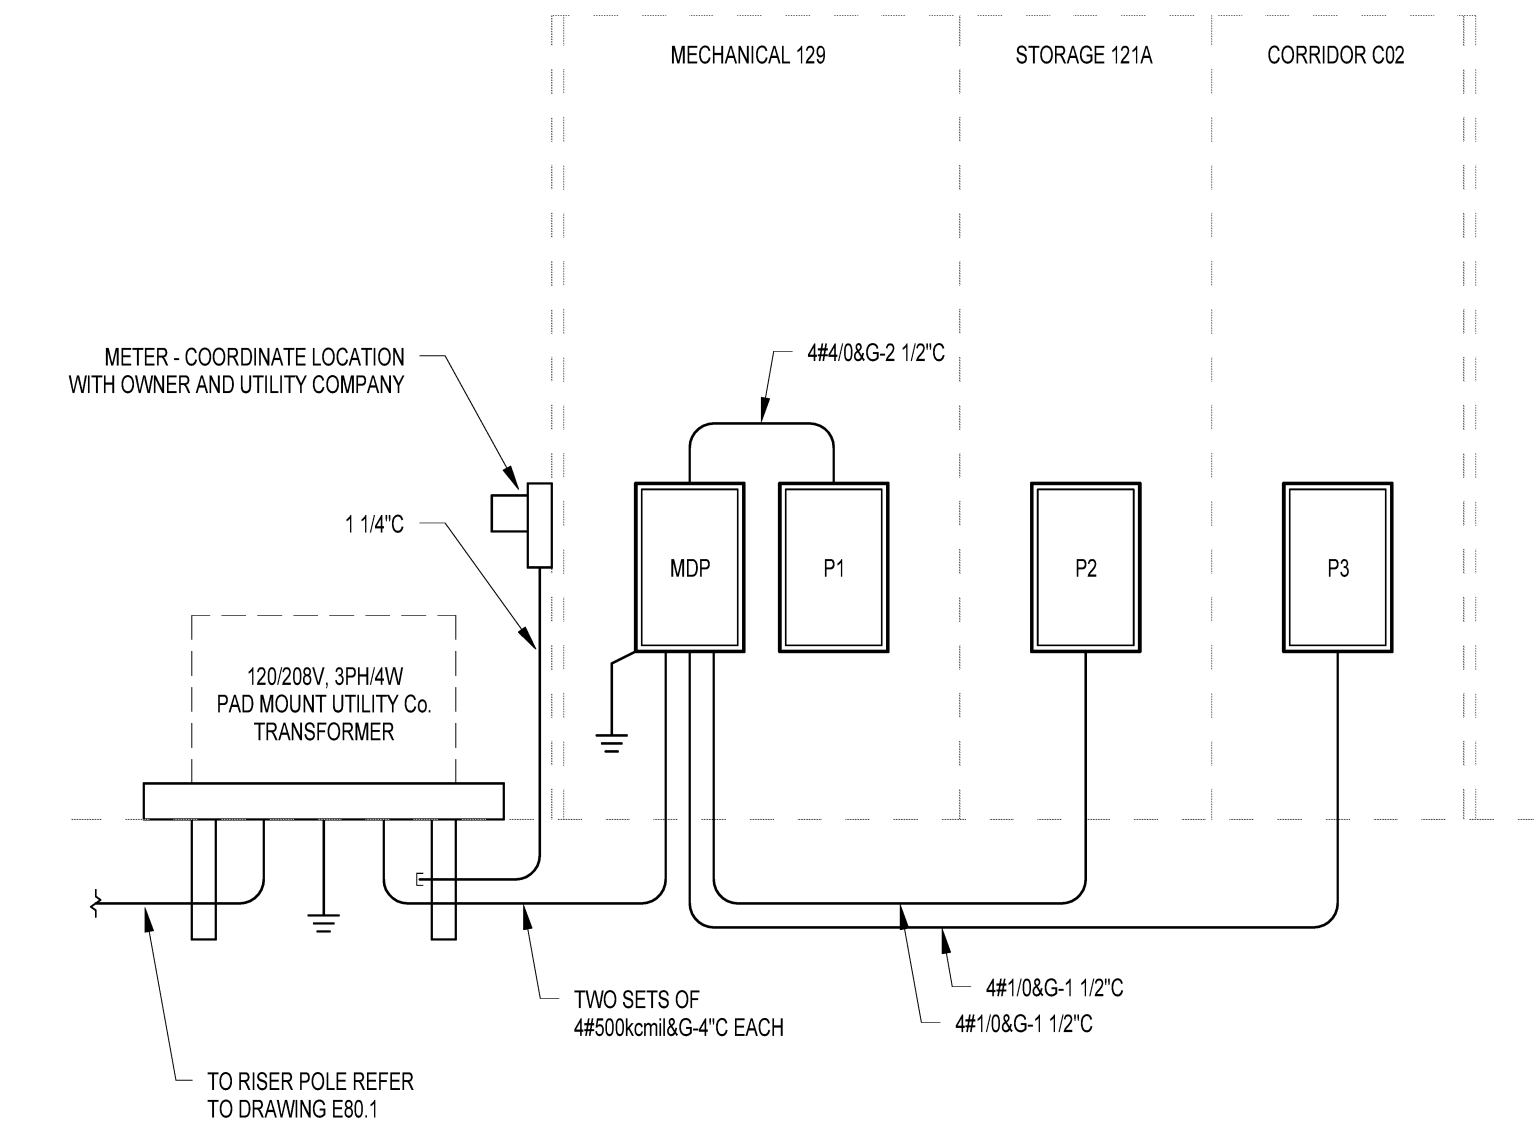 MECHANICAL 129
STORAGE 121A
CORRIDOR C02
METER - COORDINATE LOCATION
WITH OWNER AND UTILITY COMPANY
4#4/0&G-2 1/2"C
1 1/4"C
MDP
P1
P2
P3
120/208V, 3PH/4W
PAD MOUNT UTILITY Co.
TRANSFORMER
4#1/0&G-1 1/2"C
4#1/0&G-1 1/2"C
TWO SETS OF
4#500kcmil&G-4"C EACH
TO RISER POLE REFER
TO DRAWING E80.1